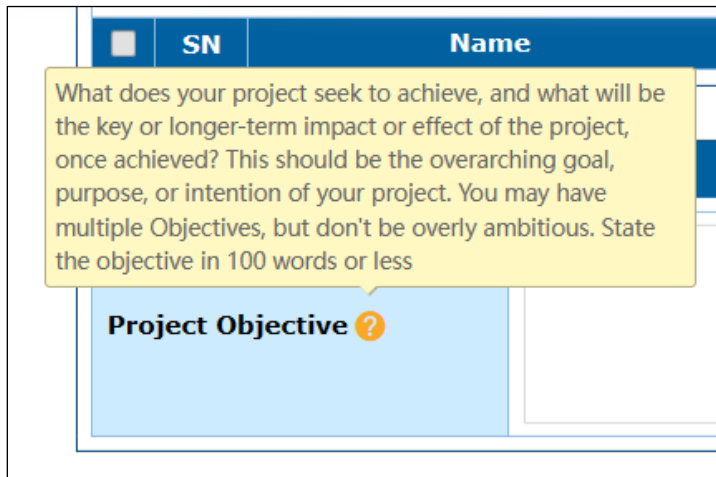 SN Name
What does your project seek to achieve, and what will be
the key or longer-term impact or effect of the project,
once achieved? This should be the overarching goal,
purpose, or intention of your project. You may have
multiple Objectives, but don't be overly ambitious. State
the objective in 100 words or less
Project Objective ?